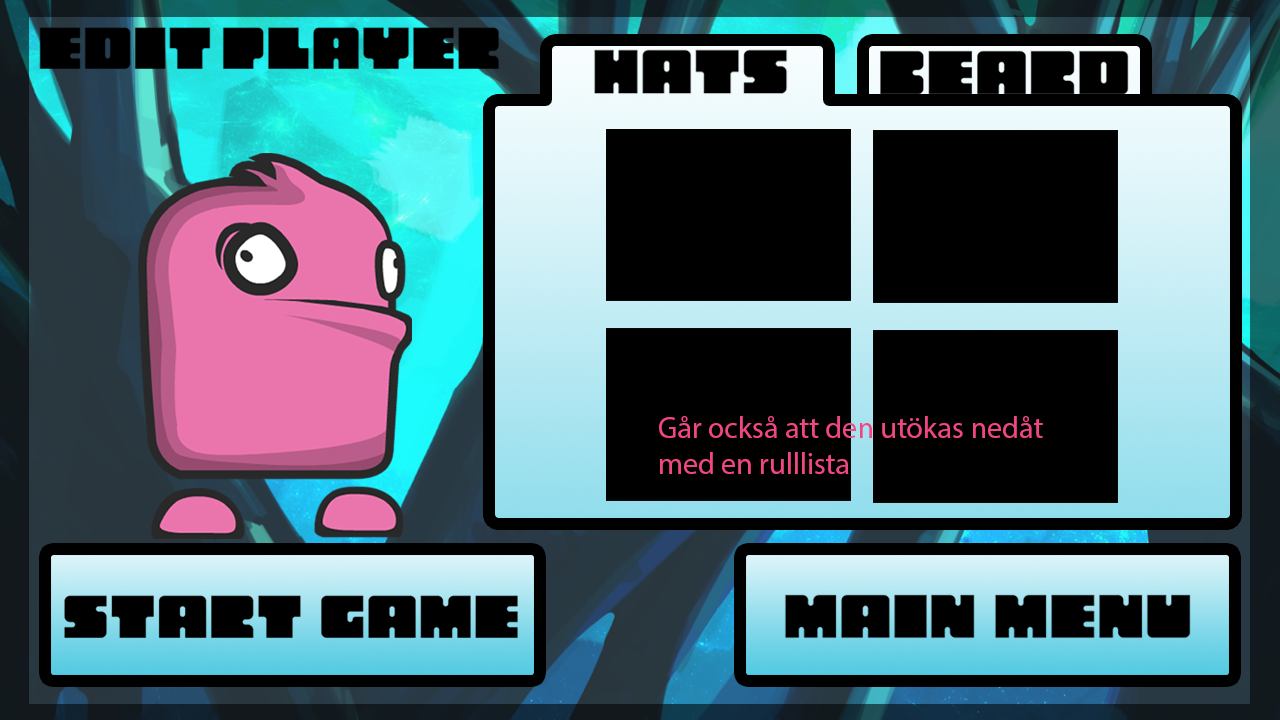 EDIT PLAYER
HATS
BEARD
Går också att den utökas nedåt
med en rulllista
START GAME
MAIN MENU